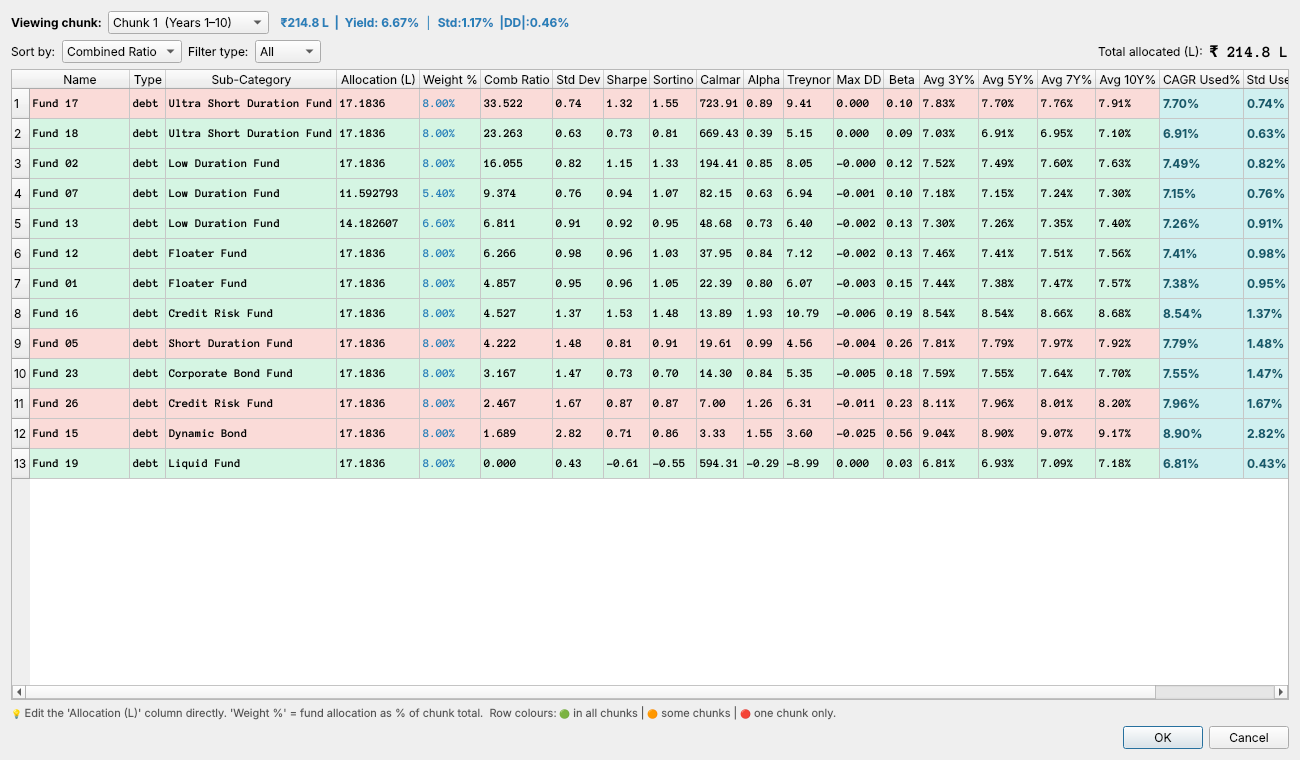 Viewing chunk: Chunk 1 (Years 1–10) ₹214.8 L | Yield: 6.67% | Std:1.17% |DD|:0.46%
Sort by: Combined Ratio Filter type: All Total allocated (L): ₹ 214.8 L
Name Type Sub-Category Allocation (L) Weight % Comb Ratio Std Dev Sharpe Sortino Calmar Alpha Treynor Max DD Beta Avg 3Y% Avg 5Y% Avg 7Y% Avg 10Y% CAGR Used% Std Use
1 Fund 17 debt Ultra Short Duration Fund 17.1836 8.00% 33.522 0.74 1.32 1.55 723.91 0.89 9.41 0.000 0.10 7.83% 7.70% 7.76% 7.91% 7.70% 0.74%
2 Fund 18 debt Ultra Short Duration Fund 17.1836 8.00% 23.263 0.63 0.73 0.81 669.43 0.39 5.15 0.000 0.09 7.03% 6.91% 6.95% 7.10% 6.91% 0.63%
3 Fund 02 debt Low Duration Fund 17.1836 8.00% 16.055 0.82 1.15 1.33 194.41 0.85 8.05 −0.000 0.12 7.52% 7.49% 7.60% 7.63% 7.49% 0.82%
4 Fund 07 debt Low Duration Fund 11.592793 5.40% 9.374 0.76 0.94 1.07 82.15 0.63 6.94 −0.001 0.10 7.18% 7.15% 7.24% 7.30% 7.15% 0.76%
5 Fund 13 debt Low Duration Fund 14.182607 6.60% 6.811 0.91 0.92 0.95 48.68 0.73 6.40 −0.002 0.13 7.30% 7.26% 7.35% 7.40% 7.26% 0.91%
6 Fund 12 debt Floater Fund 17.1836 8.00% 6.266 0.98 0.96 1.03 37.95 0.84 7.12 −0.002 0.13 7.46% 7.41% 7.51% 7.56% 7.41% 0.98%
7 Fund 01 debt Floater Fund 17.1836 8.00% 4.857 0.95 0.96 1.05 22.39 0.80 6.07 −0.003 0.15 7.44% 7.38% 7.47% 7.57% 7.38% 0.95%
8 Fund 16 debt Credit Risk Fund 17.1836 8.00% 4.527 1.37 1.53 1.48 13.89 1.93 10.79 −0.006 0.19 8.54% 8.54% 8.66% 8.68% 8.54% 1.37%
9 Fund 05 debt Short Duration Fund 17.1836 8.00% 4.222 1.48 0.81 0.91 19.61 0.99 4.56 −0.004 0.26 7.81% 7.79% 7.97% 7.92% 7.79% 1.48%
10 Fund 23 debt Corporate Bond Fund 17.1836 8.00% 3.167 1.47 0.73 0.70 14.30 0.84 5.35 −0.005 0.18 7.59% 7.55% 7.64% 7.70% 7.55% 1.47%
11 Fund 26 debt Credit Risk Fund 17.1836 8.00% 2.467 1.67 0.87 0.87 7.00 1.26 6.31 −0.011 0.23 8.11% 7.96% 8.01% 8.20% 7.96% 1.67%
12 Fund 15 debt Dynamic Bond 17.1836 8.00% 1.689 2.82 0.71 0.86 3.33 1.55 3.60 −0.025 0.56 9.04% 8.90% 9.07% 9.17% 8.90% 2.82%
13 Fund 19 debt Liquid Fund 17.1836 8.00% 0.000 0.43 −0.61 −0.55 594.31 −0.29 −8.99 0.000 0.03 6.81% 6.93% 7.09% 7.18% 6.81% 0.43%
Edit the 'Allocation (L)' column directly. 'Weight %' = fund allocation as % of chunk total. Row colours: in all chunks | some chunks | one chunk only.
OK Cancel